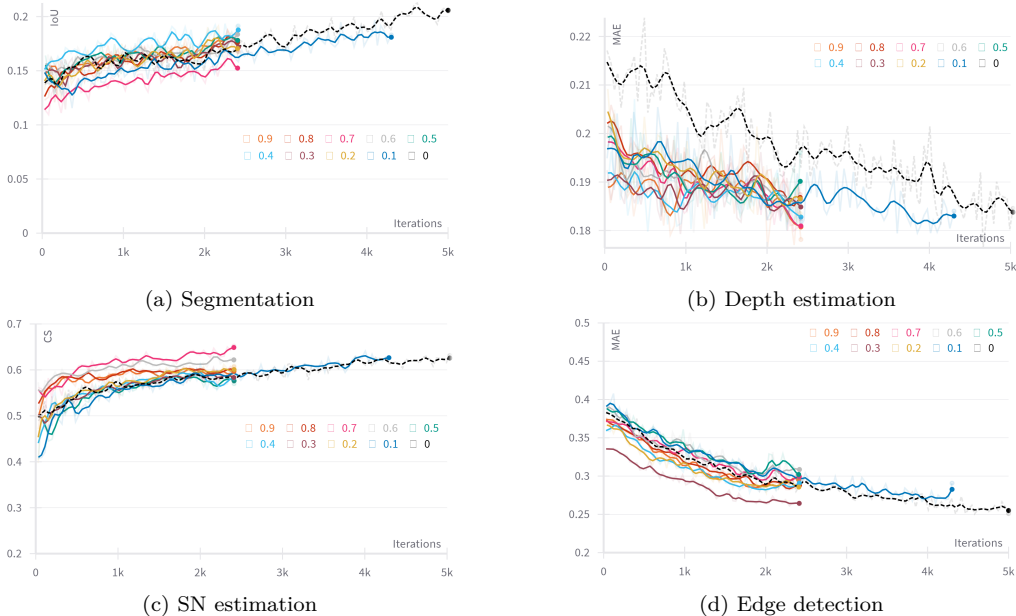 IoU
0.2
0.15
0.1
0.05
0
0.9 0.8 0.7 0.6 0.5
0.4 0.3 0.2 0.1 0
Iterations
0 1k 2k 3k 4k 5k
(a) Segmentation
MAE
0.22
0.21
0.2
0.19
0.18
0.9 0.8 0.7 0.6 0.5
0.4 0.3 0.2 0.1 0
Iterations
0 1k 2k 3k 4k 5k
(b) Depth estimation
CS
0.7
0.6
0.5
0.4
0.3
0.2
0.9 0.8 0.7 0.6 0.5
0.4 0.3 0.2 0.1 0
Iterations
0 1k 2k 3k 4k 5k
(c) SN estimation
MAE
0.5
0.45
0.4
0.35
0.3
0.25
0.2
0.9 0.8 0.7 0.6 0.5
0.4 0.3 0.2 0.1 0
Iterations
0 1k 2k 3k 4k 5k
(d) Edge detection